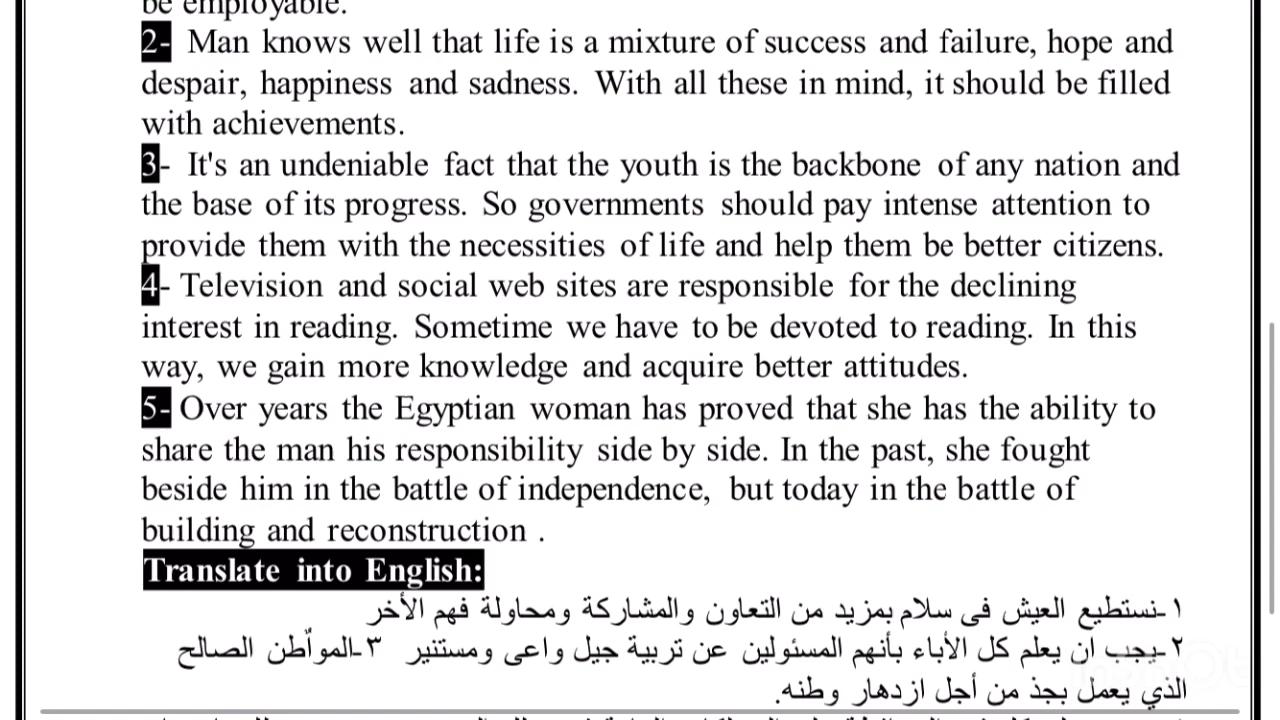 be employable.
2- Man knows well that life is a mixture of success and failure, hope and
despair, happiness and sadness. With all these in mind, it should be filled
with achievements.
3- It's an undeniable fact that the youth is the backbone of any nation and
the base of its progress. So governments should pay intense attention to
provide them with the necessities of life and help them be better citizens.
4- Television and social web sites are responsible for the declining
interest in reading. Sometime we have to be devoted to reading. In this
way, we gain more knowledge and acquire better attitudes.
5- Over years the Egyptian woman has proved that she has the ability to
share the man his responsibility side by side. In the past, she fought
beside him in the battle of independence, but today in the battle of
building and reconstruction .
Translate into English:
١-نستطيع العيش فى سلام بمزيد من التعاون والمشاركة ومحاولة فهم الأخر
٢-يجب ان يعلم كل الأباء بأنهم المسئولين عن تربية جيل واعى ومستنير ٣-المواّطن الصالح
الذي يعمل بجذ من أجل ازدهار وطنه.